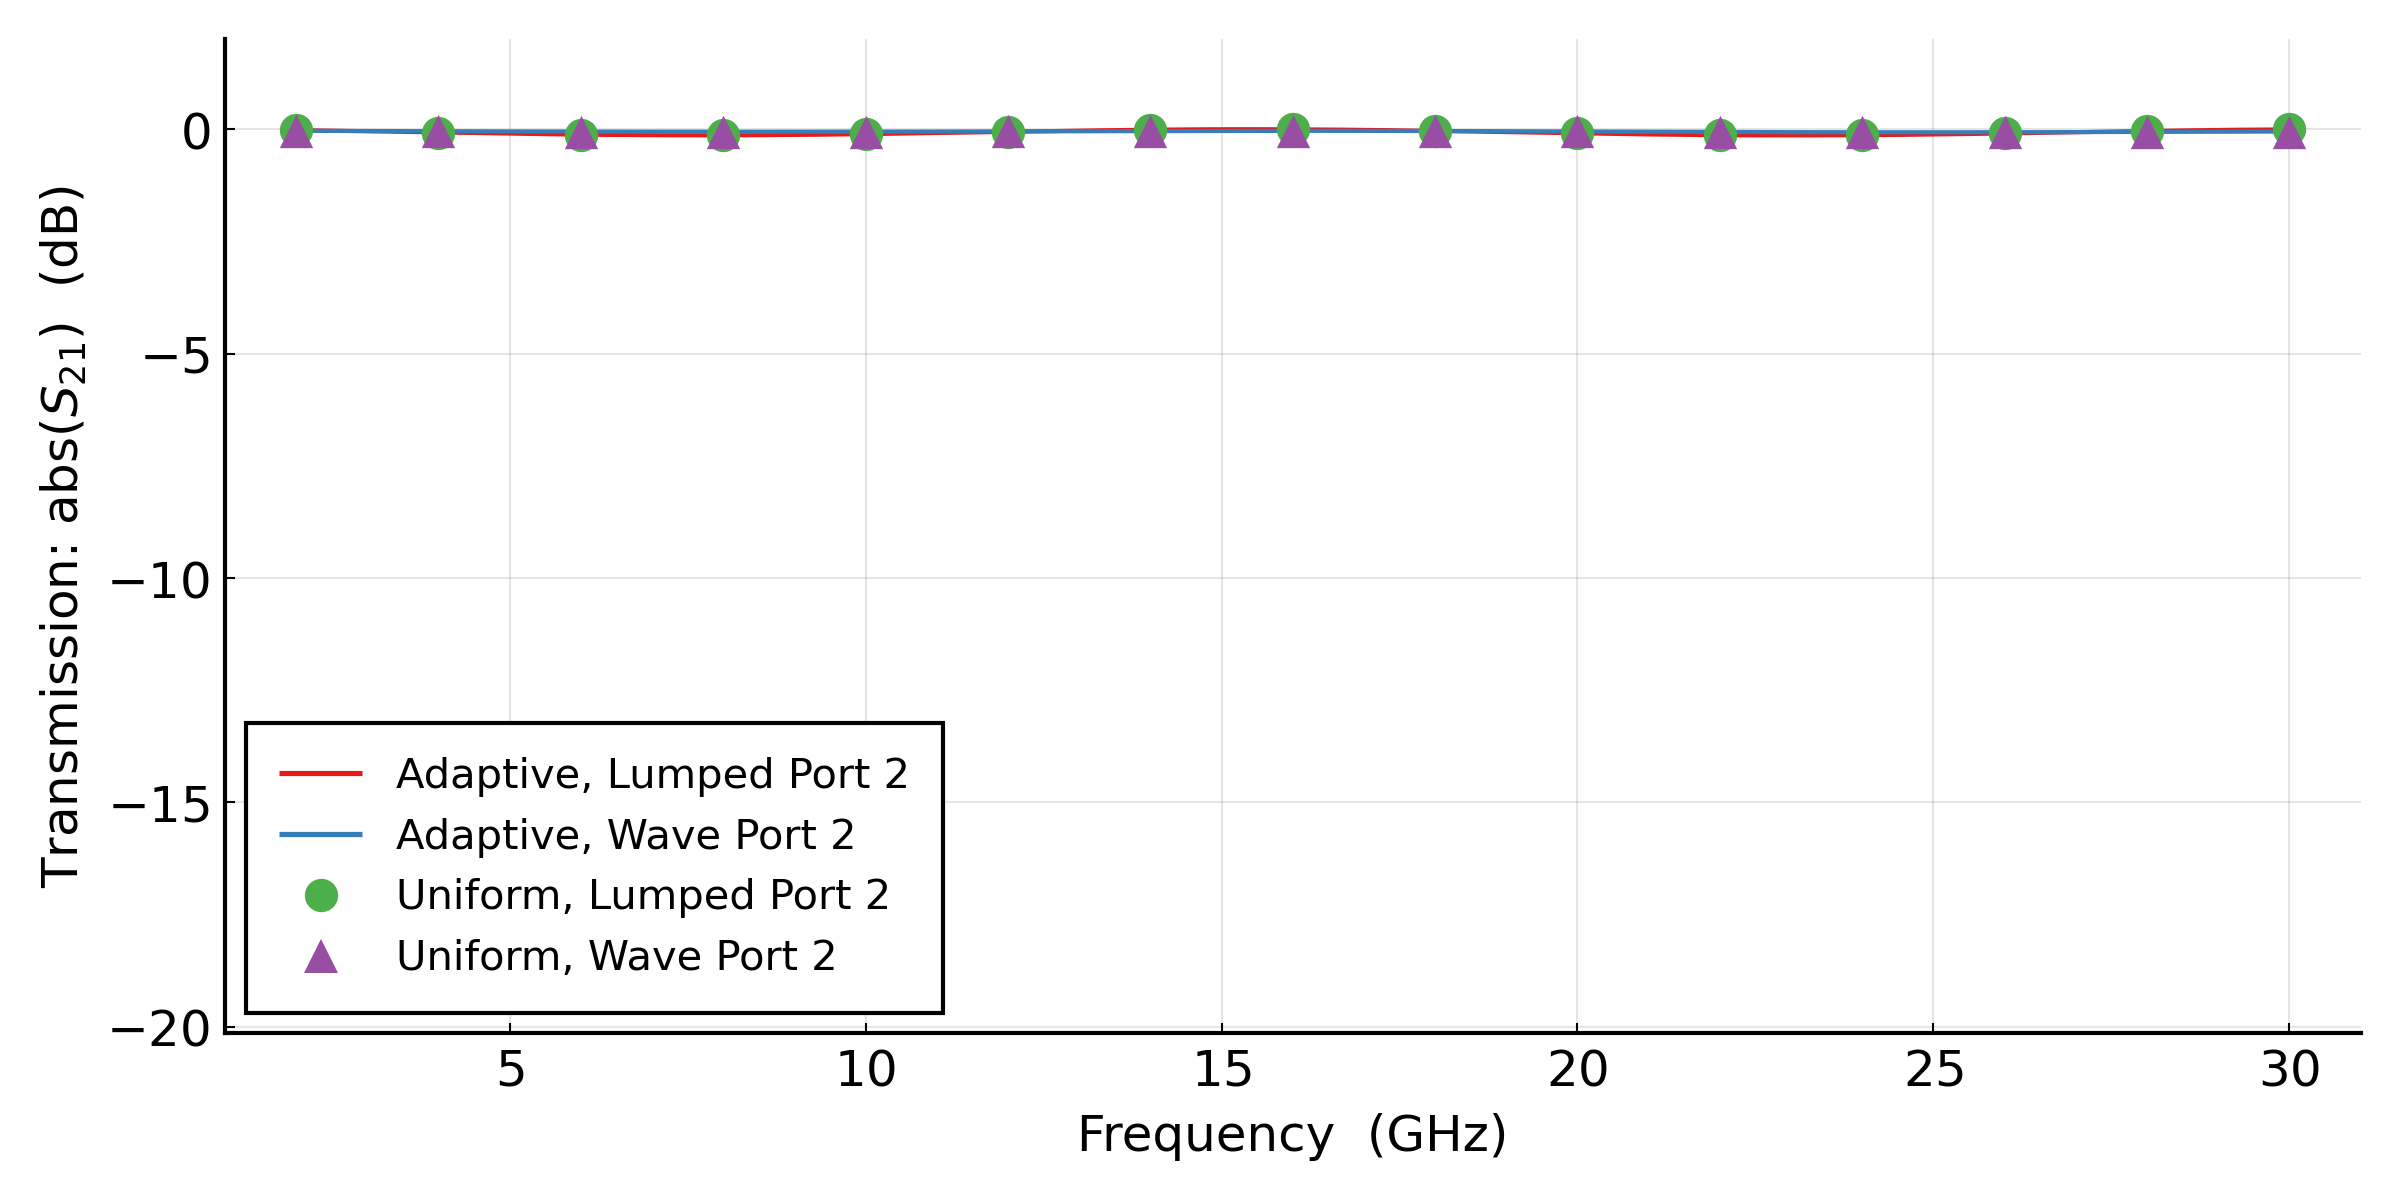 Transmission: abs(S₂₁) (dB)
0
−5
−10
−15
−20
Adaptive, Lumped Port 2
Adaptive, Wave Port 2
Uniform, Lumped Port 2
Uniform, Wave Port 2
5 10 15 20 25 30
Frequency (GHz)